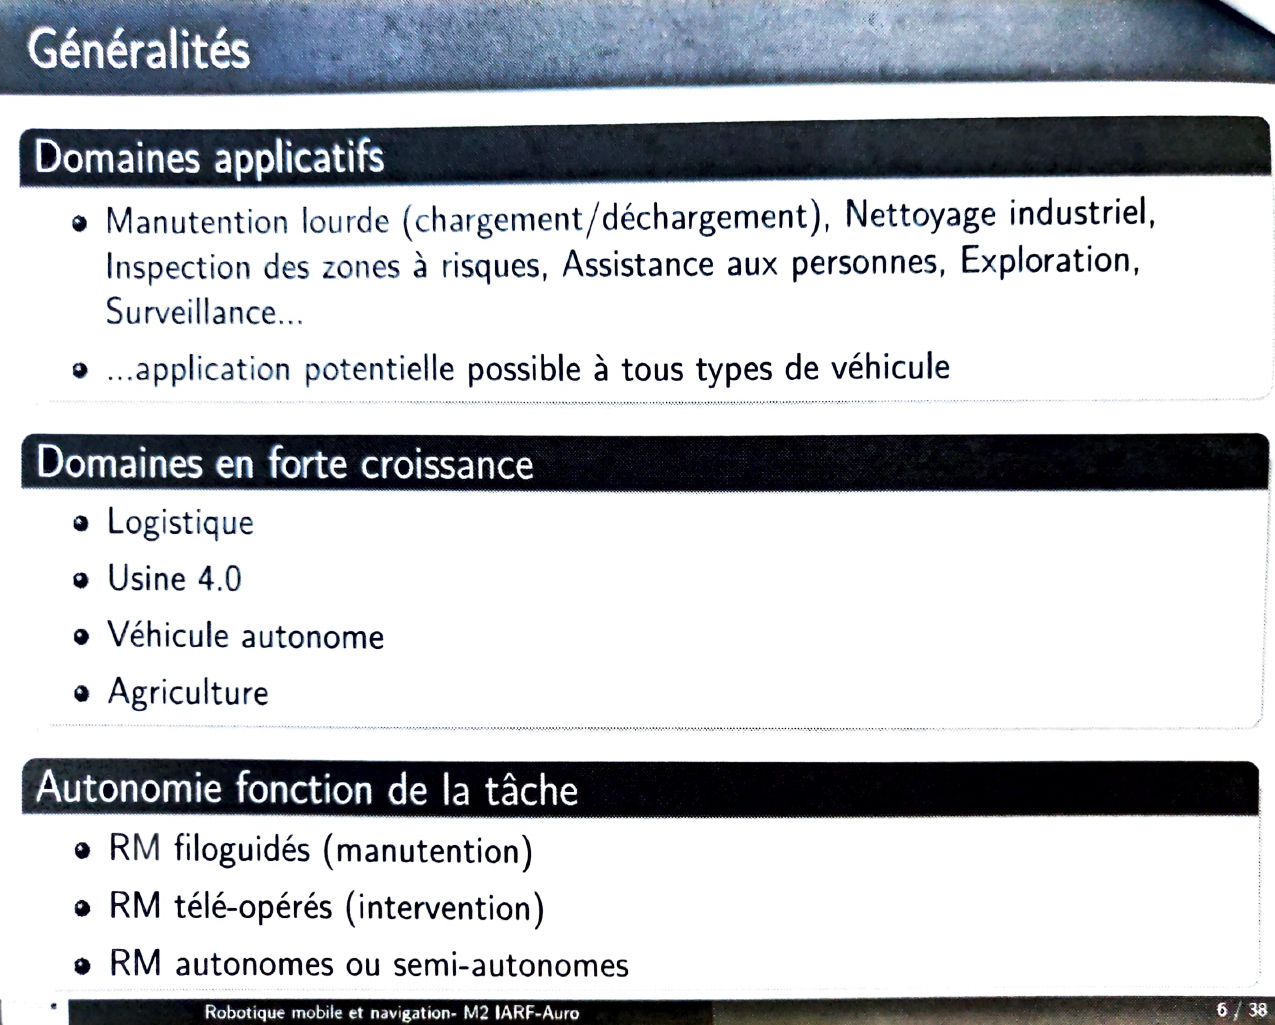 Généralités
Domaines applicatifs
Manutention lourde (chargement/déchargement), Nettoyage industriel,
Inspection des zones à risques, Assistance aux personnes, Exploration,
Surveillance...
...application potentielle possible à tous types de véhicule
Domaines en forte croissance
Logistique
Usine 4.0
Véhicule autonome
Agriculture
Autonomie fonction de la tâche
RM filoguidés (manutention)
RM télé-opérés (intervention)
RM autonomes ou semi-autonomes
Robotique mobile et navigation- M2 IARF-Auro
6 / 38